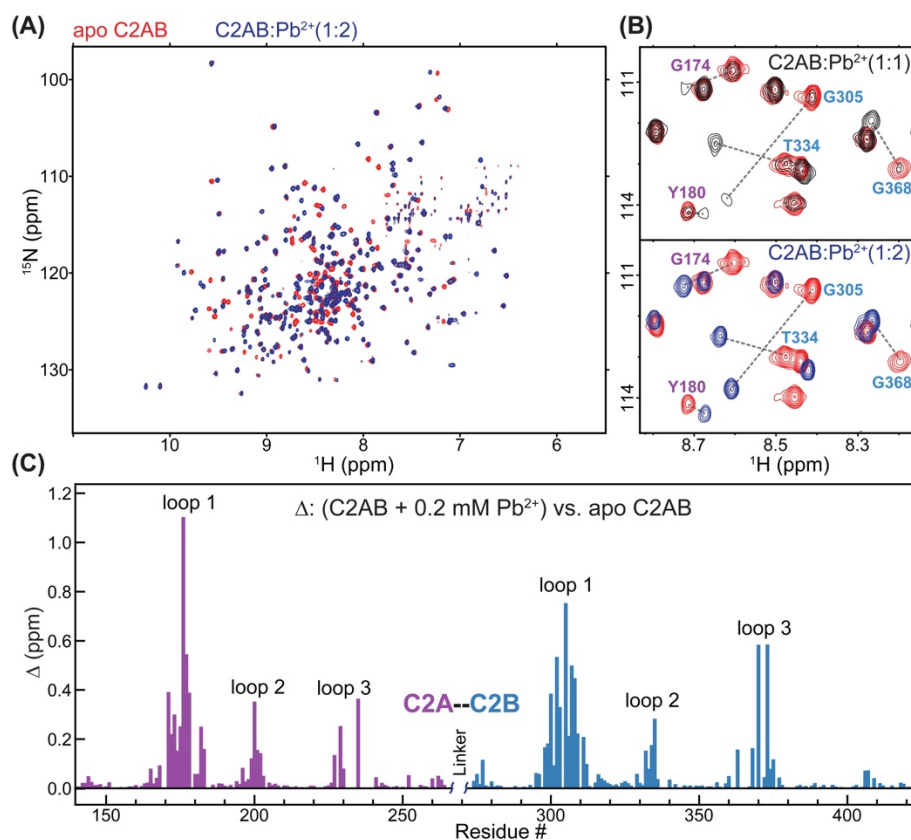 (A)
apo C2AB C2AB:Pb²⁺(1:2)
100
110
120
130
¹⁵N (ppm)
10 9 8 7 6
¹H (ppm)
(B)
C2AB:Pb²⁺(1:1)
G174
G305
T334
Y180
G368
111
114
C2AB:Pb²⁺(1:2)
G174
G305
T334
Y180
G368
111
114
8.7 8.5 8.3
¹H (ppm)
(C)
Δ: (C2AB + 0.2 mM Pb²⁺) vs. apo C2AB
loop 1
loop 2
loop 3
C2A--C2B
loop 1
loop 2
loop 3
Linker
1.2
1.0
0.8
0.6
0.4
0.2
0.0
Δ (ppm)
150 200 250 300 350 400
Residue #